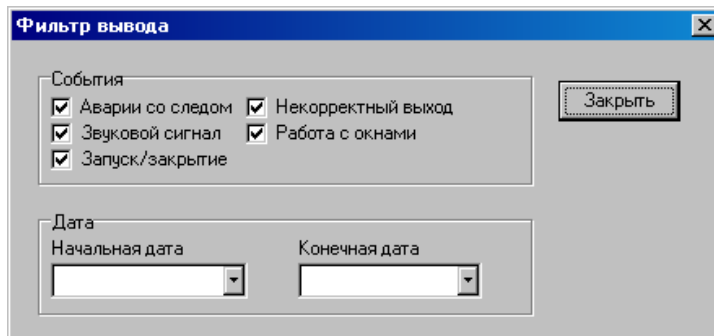 Фильтр вывода
События
Аварии со следом Некорректный выход
Звуковой сигнал Работа с окнами
Запуск/закрытие
Закрыть
Дата
Начальная дата Конечная дата